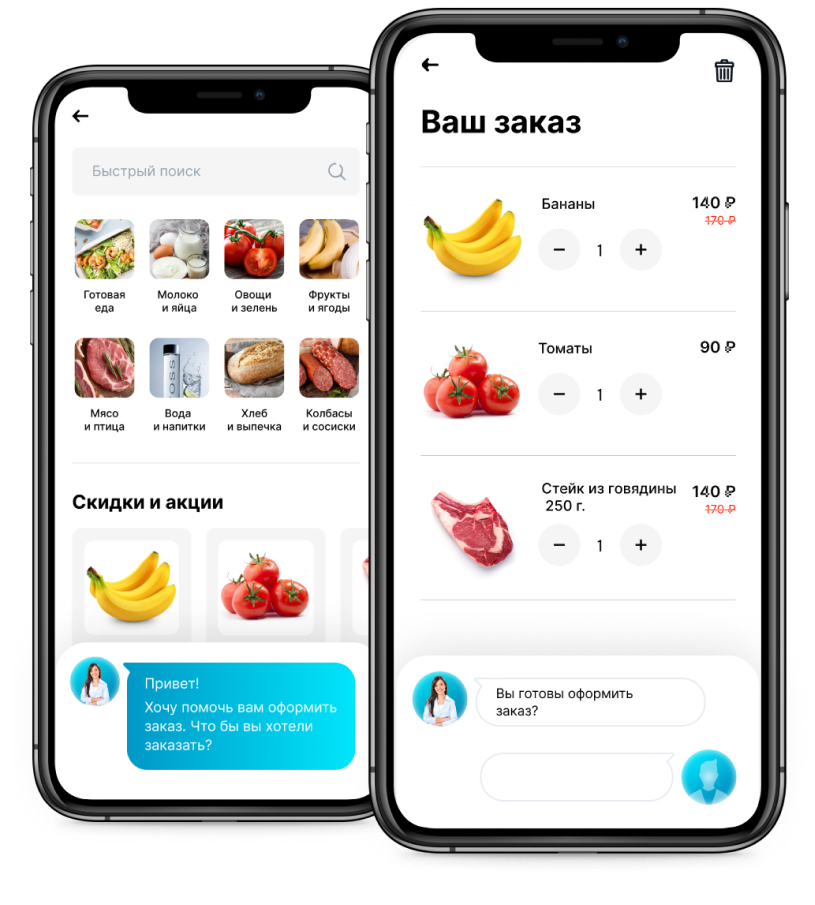 Быстрый поиск
Готовая
еда
Молоко
и яйца
Овощи
и зелень
Фрукты
и ягоды
Мясо
и птица
Вода
и напитки
Хлеб
и выпечка
Колбасы
и сосиски
Скидки и акции
Привет!
Хочу помочь вам оформить
заказ. Что бы вы хотели
заказать?
Ваш заказ
Бананы
140 ₽
170 ₽
1
Томаты
90 ₽
1
Стейк из говядины
250 г.
140 ₽
170 ₽
1
Вы готовы оформить
заказ?